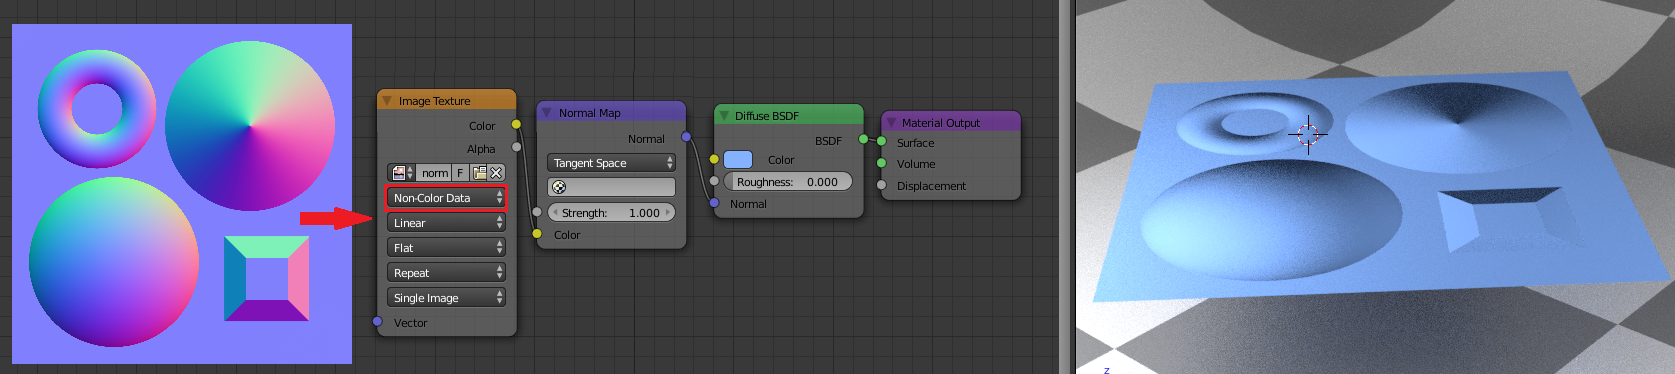 Image Texture
Color
Alpha
norm F
Non-Color Data
Linear
Flat
Repeat
Single Image
Vector
Normal Map
Normal
Tangent Space
Strength: 1.000
Color
Diffuse BSDF
BSDF
Color
Roughness: 0.000
Normal
Material Output
Surface
Volume
Displacement
z